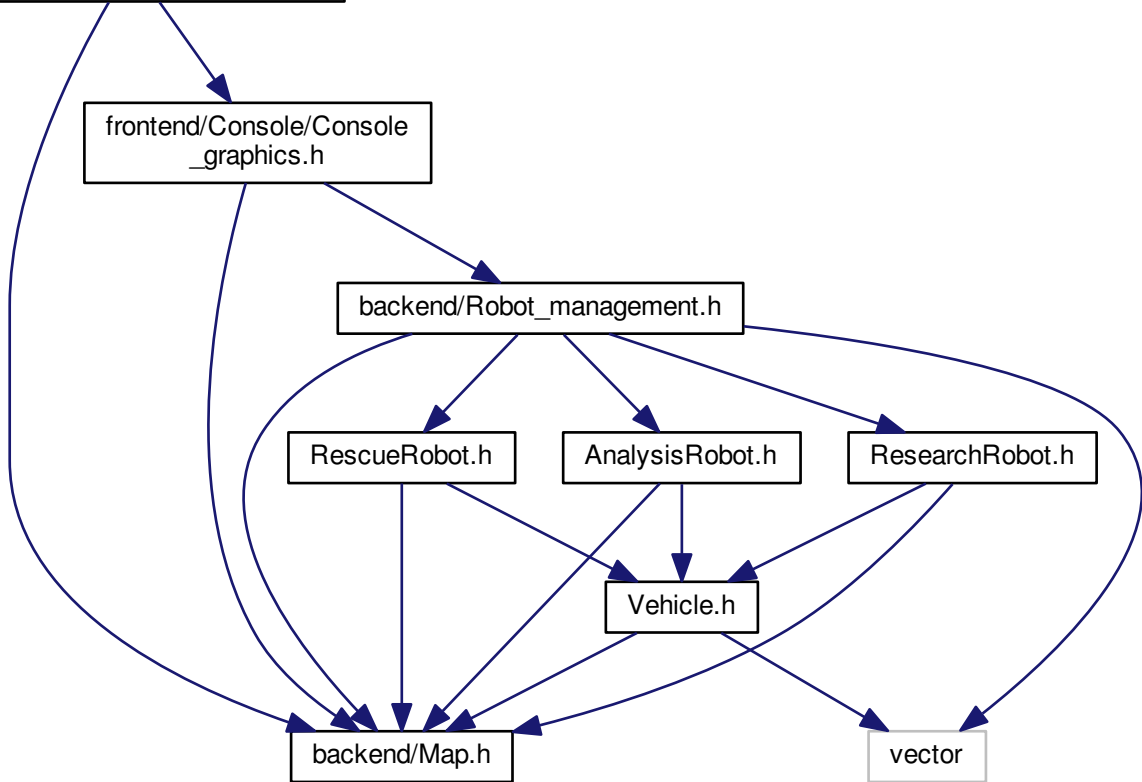 frontend/Console/Console
_graphics.h
backend/Robot_management.h
RescueRobot.h
AnalysisRobot.h
ResearchRobot.h
Vehicle.h
backend/Map.h
vector